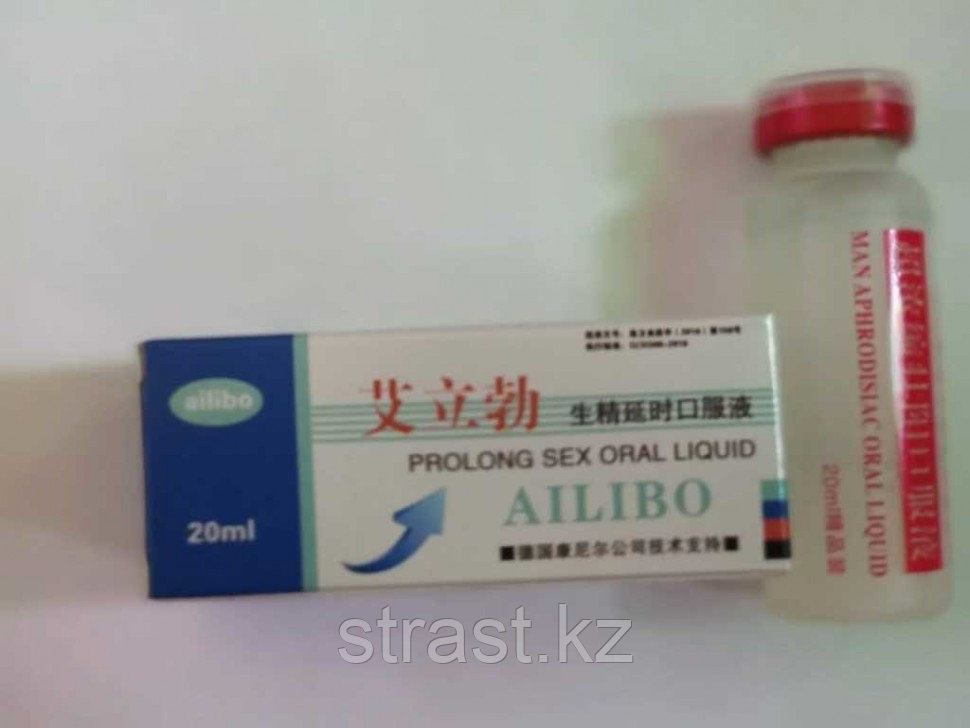 ailibo
20ml
艾立勃 生精延时口服液
PROLONG SEX ORAL LIQUID
AILIBO
■德国康尼尔公司技术支持■
MAN APHRODISIAC ORAL LIQUID
20ml
strast.kz